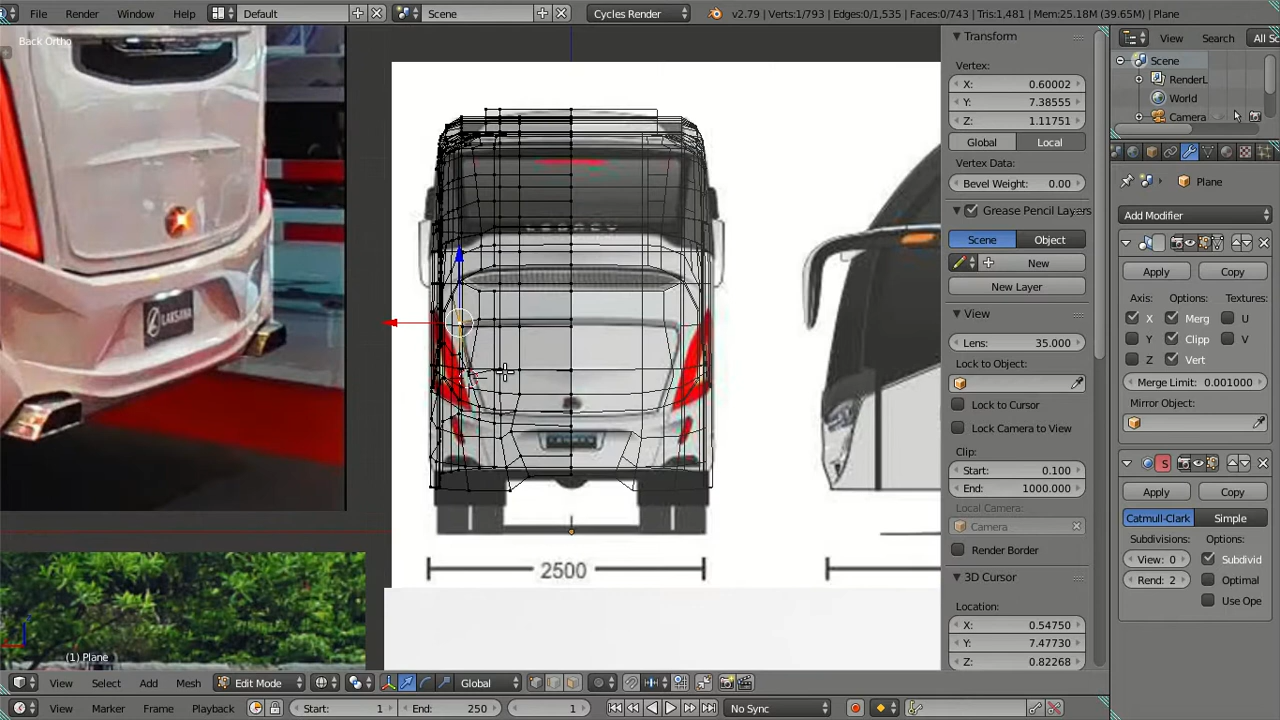 File Render Window Help Default Scene Cycles Render v2.79 | Verts:1/793 | Edges:0/1,535 | Faces:0/743 | Tris:1,481 | Mem:25.18M (39.65M) | Plane
Back Ortho
Transform
Vertex:
X: 0.60002
Y: 7.38555
Z: 1.11751
Global Local
Vertex Data:
Bevel Weight: 0.00
Grease Pencil Layers
Scene Object
New
New Layer
View
Lens: 35.000
Lock to Object:
Lock to Cursor
Lock Camera to View
Clip:
Start: 0.100
End: 1000.000
Local Camera:
Camera
Render Border
3D Cursor
Location:
X: 0.54750
Y: 7.47730
Z: 0.82268
View Search All Sc
Scene
RenderL
World
Camera
Plane
Add Modifier
Apply Copy
Axis: Options: Textures:
X Merg U
Y Clipp V
Z Vert
Merge Limit: 0.001000
Mirror Object:
S
Apply Copy
Catmull-Clark Simple
Subdivisions: Options:
View: 0 Subdivid
Rend: 2 Optimal
Use Ope
LAKSANA
LEGACY
2500
(1) Plane
View Select Add Mesh Edit Mode Global
View Marker Frame Playback Start: 1 End: 250 1 No Sync